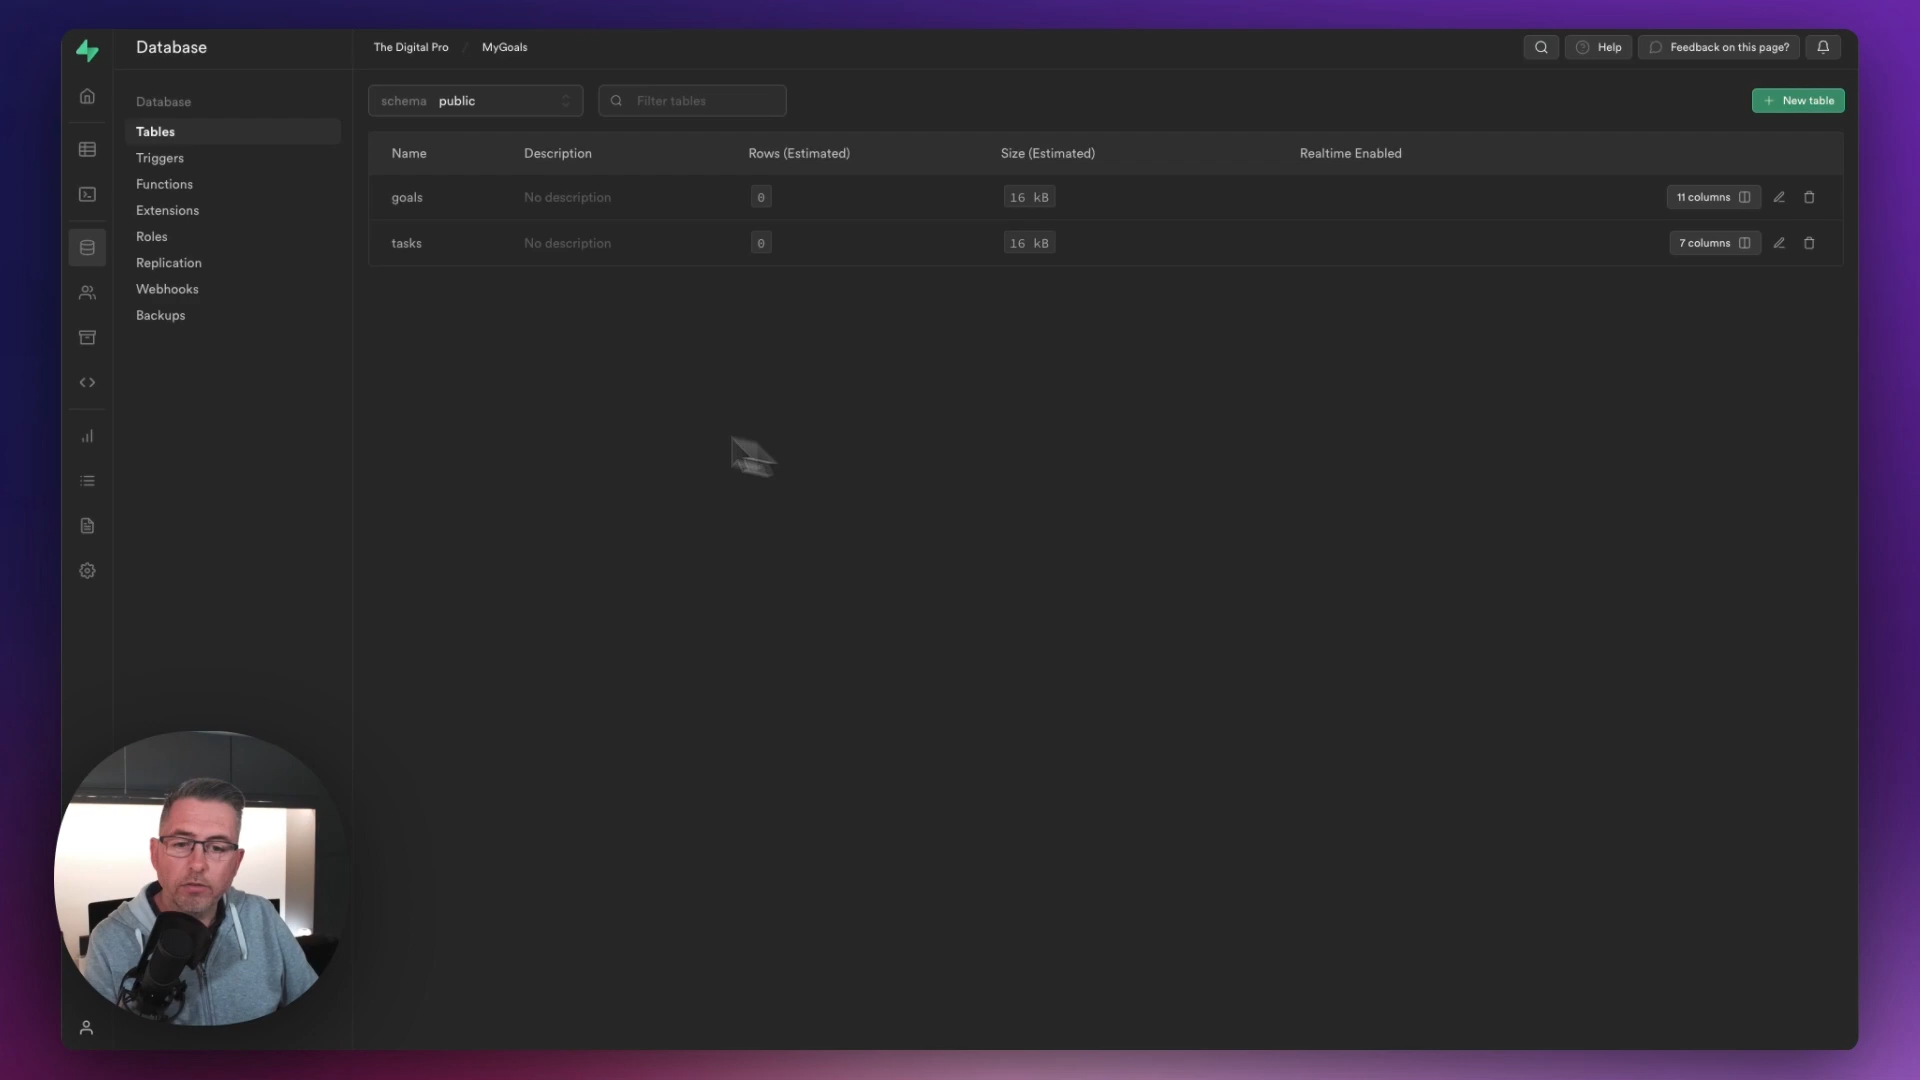 Database
The Digital Pro / MyGoals
Help
Feedback on this page?
Database
Tables
Triggers
Functions
Extensions
Roles
Replication
Webhooks
Backups
schema public
Filter tables
New table
Name Description Rows (Estimated) Size (Estimated) Realtime Enabled
goals No description 0 16 kB 11 columns
tasks No description 0 16 kB 7 columns